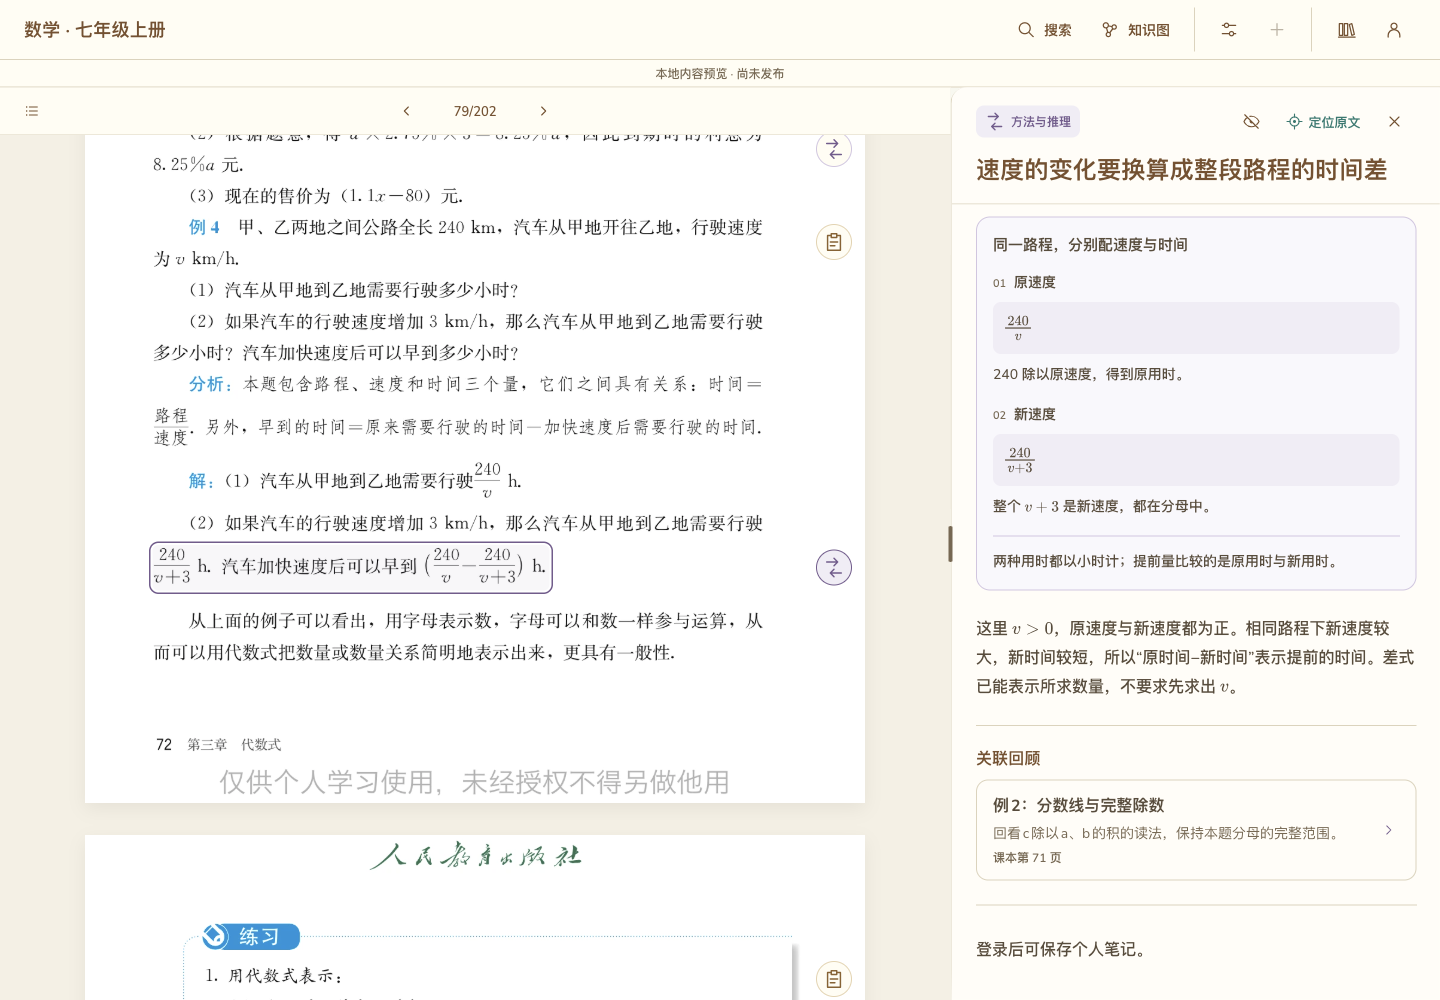 数学 · 七年级上册
搜索
知识图
本地内容预览 · 尚未发布
79/202
(2) 根据题意，得 a×2.75%×3=8.25%a，因此到期时的利息为
8.25%a 元.
(3) 现在的售价为 (1.1x−80) 元.
例 4 甲、乙两地之间公路全长 240 km，汽车从甲地开往乙地，行驶速度
为 v km/h.
(1) 汽车从甲地到乙地需要行驶多少小时？
(2) 如果汽车的行驶速度增加 3 km/h，那么汽车从甲地到乙地需要行驶
多少小时？汽车加快速度后可以早到多少小时？
分析：本题包含路程、速度和时间三个量，它们之间具有关系：时间＝
路程/速度. 另外，早到的时间＝原来需要行驶的时间－加快速度后需要行驶的时间.
解：(1) 汽车从甲地到乙地需要行驶 240/v h.
(2) 如果汽车的行驶速度增加 3 km/h，那么汽车从甲地到乙地需要行驶
240/(v+3) h. 汽车加快速度后可以早到 (240/v − 240/(v+3)) h.
从上面的例子可以看出，用字母表示数，字母可以和数一样参与运算，从
而可以用代数式把数量或数量关系简明地表示出来，更具有一般性.
72 第三章 代数式
仅供个人学习使用，未经授权不得另做他用
人民教育出版社
练习
1. 用代数式表示：
方法与推理
定位原文
速度的变化要换算成整段路程的时间差
同一路程，分别配速度与时间
01 原速度
240/v
240 除以原速度，得到原用时。
02 新速度
240/(v+3)
整个 v + 3 是新速度，都在分母中。
两种用时都以小时计；提前量比较的是原用时与新用时。
这里 v > 0，原速度与新速度都为正。相同路程下新速度较
大，新时间较短，所以“原时间−新时间”表示提前的时间。差式
已能表示所求数量，不要求先求出 v。
关联回顾
例 2：分数线与完整除数
回看 c 除以 a、b 的积的读法，保持本题分母的完整范围。
课本第 71 页
登录后可保存个人笔记。